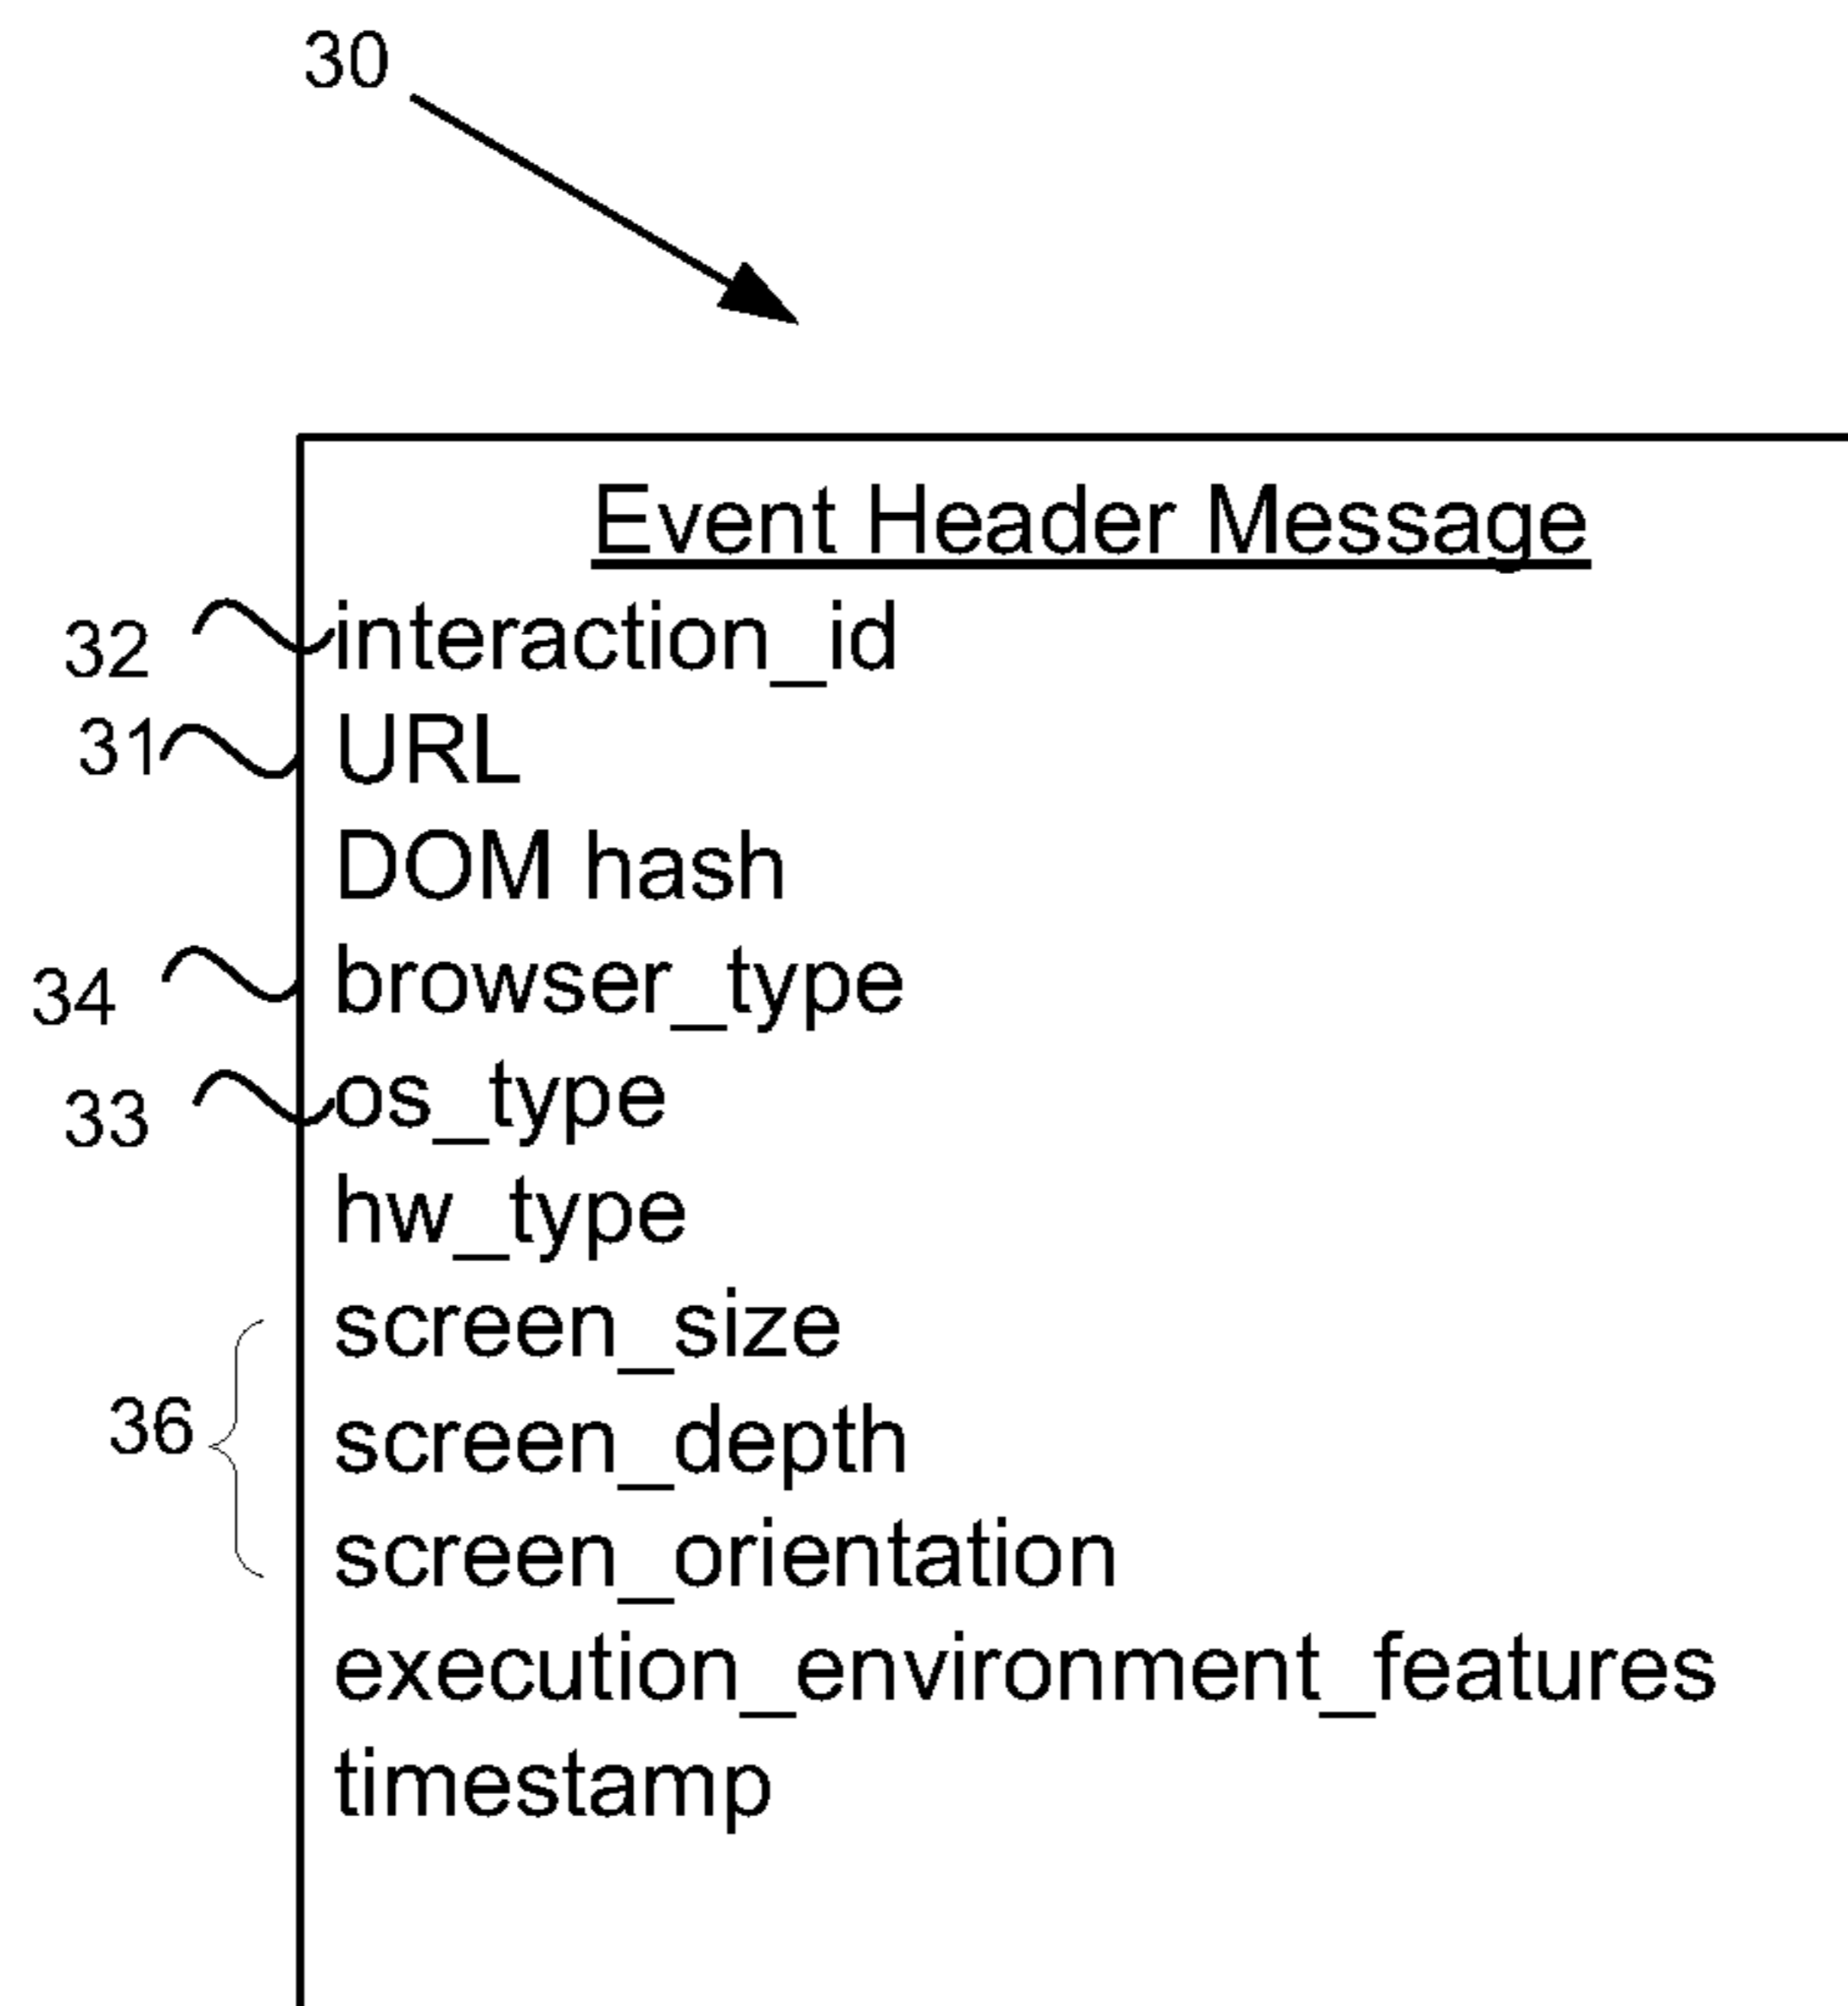 30
Event Header Message
32 interaction_id
31 URL
DOM hash
34 browser_type
33 os_type
hw_type
screen_size
36 screen_depth
screen_orientation
execution_environment_features
timestamp